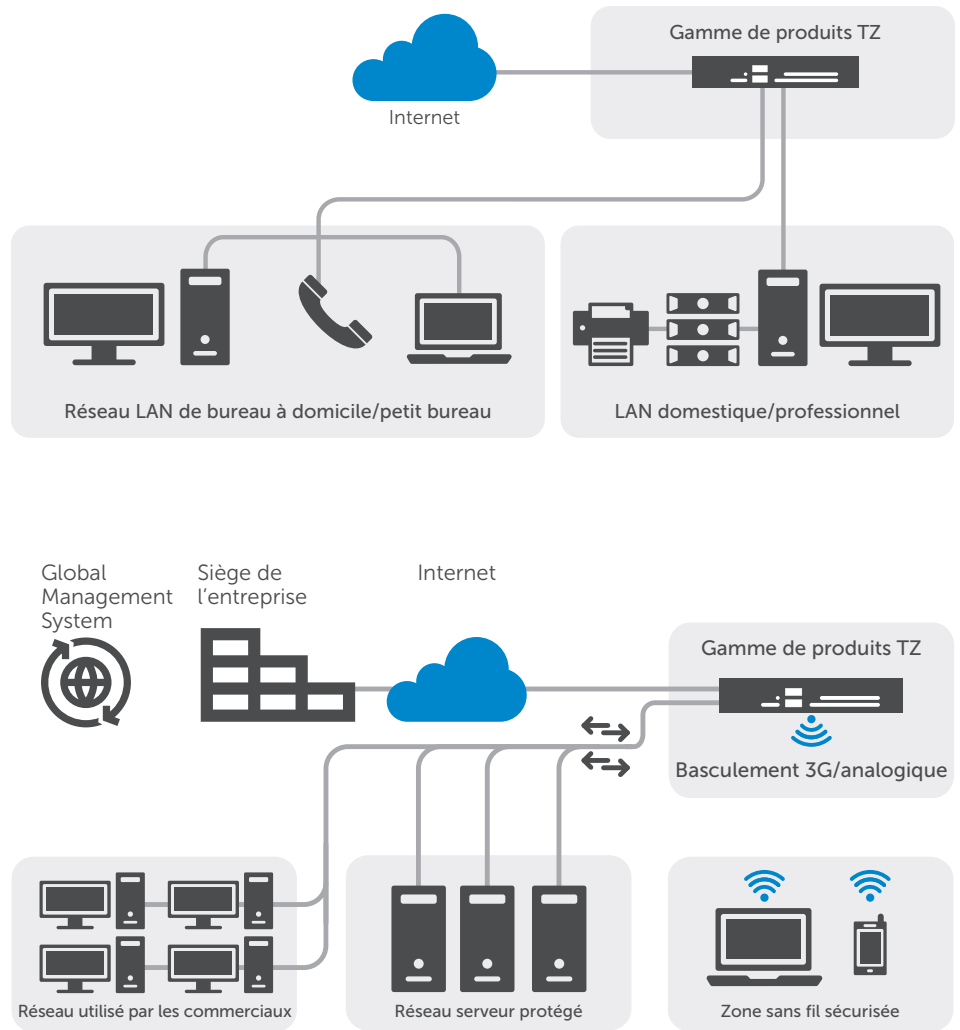 Gamme de produits TZ
Internet
Réseau LAN de bureau à domicile/petit bureau
LAN domestique/professionnel
Global
Management
System
Siège de
l'entreprise
Internet
Gamme de produits TZ
Basculement 3G/analogique
Réseau utilisé par les commerciaux
Réseau serveur protégé
Zone sans fil sécurisée